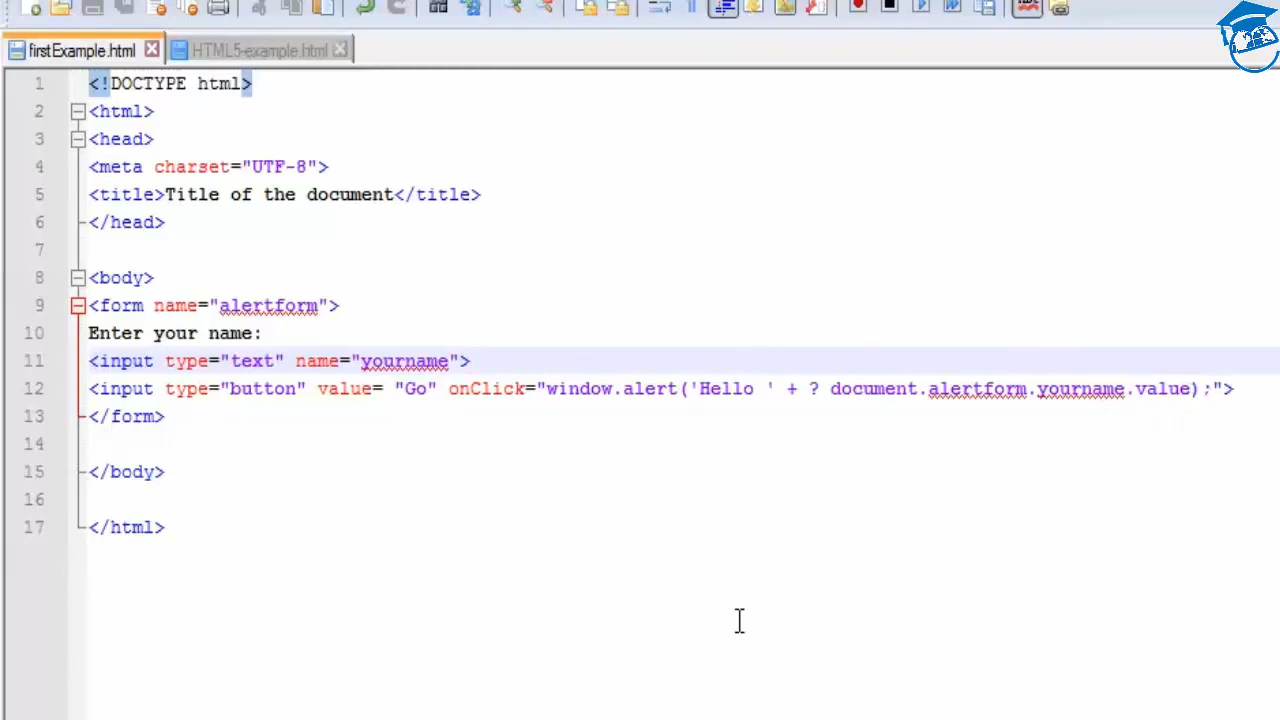 firstExample.html HTML5-example.html
1 <!DOCTYPE html>
2 <html>
3 <head>
4 <meta charset="UTF-8">
5 <title>Title of the document</title>
6 </head>
7
8 <body>
9 <form name="alertform">
10 Enter your name:
11 <input type="text" name="yourname">
12 <input type="button" value= "Go" onClick="window.alert('Hello ' + ? document.alertform.yourname.value);">
13 </form>
14
15 </body>
16
17 </html>